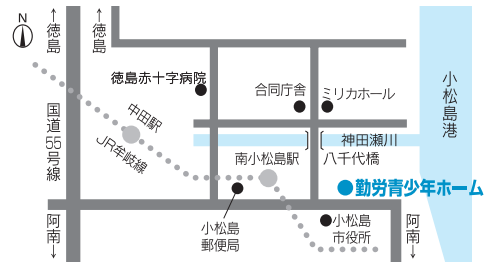 N
←徳島
←徳島
徳島赤十字病院
合同庁舎
ミリカホール
小松島港
国道55号線
中田駅
JR牟岐線
南小松島駅
神田瀬川
八千代橋
勤労青少年ホーム
小松島
郵便局
小松島
市役所
阿南→
阿南→